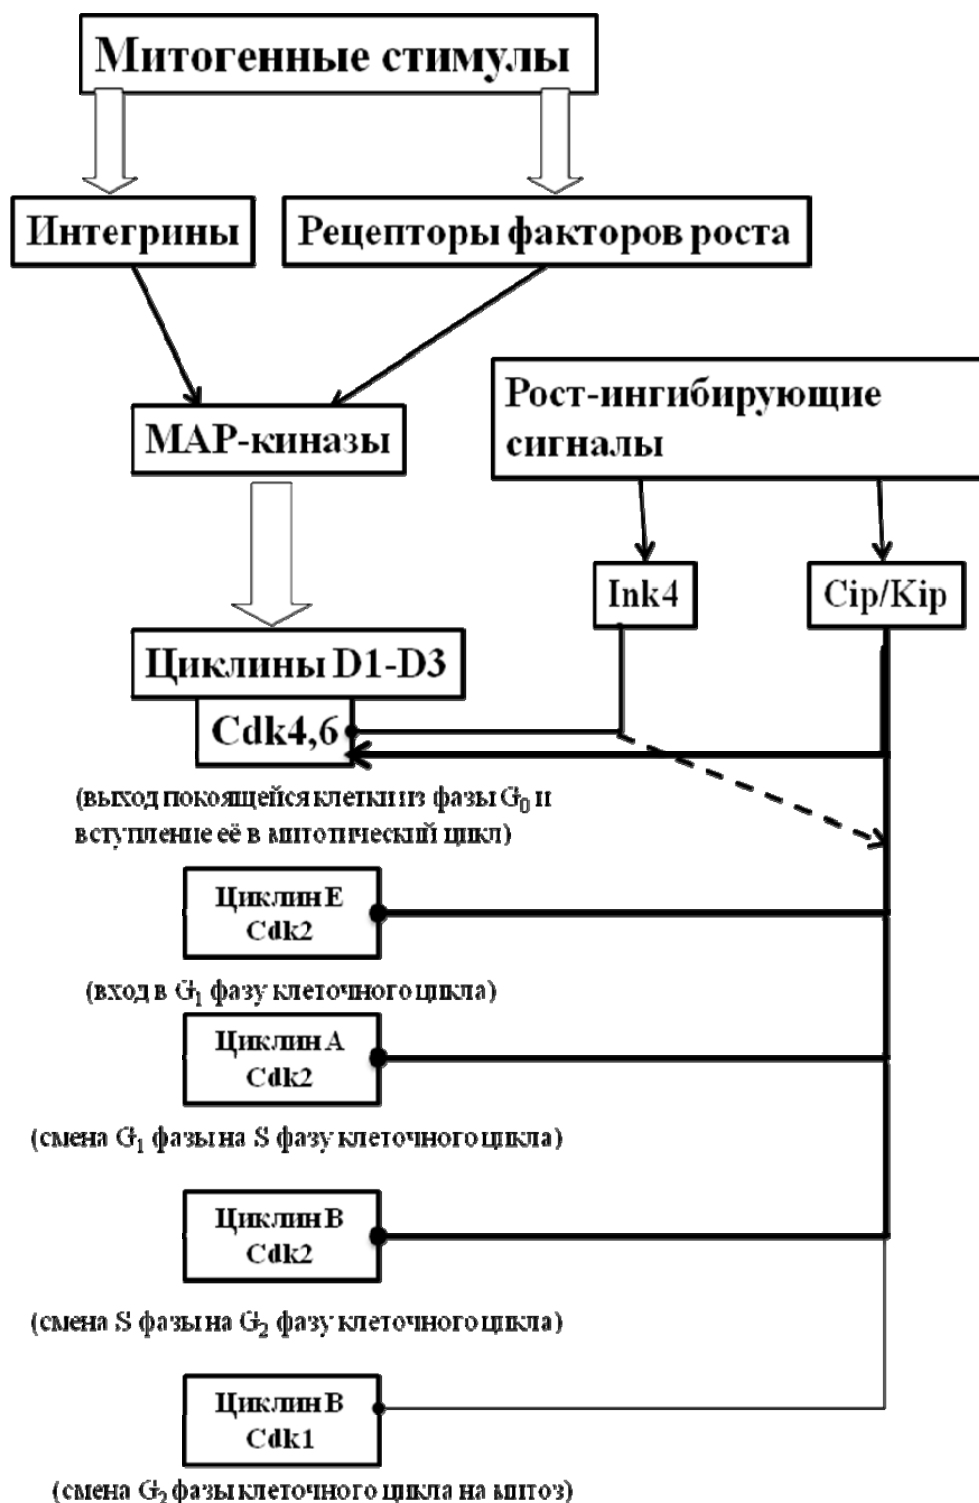 Митогенные стимулы
Интегрины
Рецепторы факторов роста
Рост-ингибирующие
сигналы
МАР-киназы
Ink4
Cip/Kip
Циклины D1-D3
Cdk4,6
(выход покоящейся клетки из фазы G₀ и
вступление её в митотический цикл)
Циклин E
Cdk2
(вход в G₁ фазу клеточного цикла)
Циклин A
Cdk2
(смена G₁ фазы на S фазу клеточного цикла)
Циклин B
Cdk2
(смена S фазы на G₂ фазу клеточного цикла)
Циклин B
Cdk1
(смена G₂ фазы клеточного цикла на митоз)